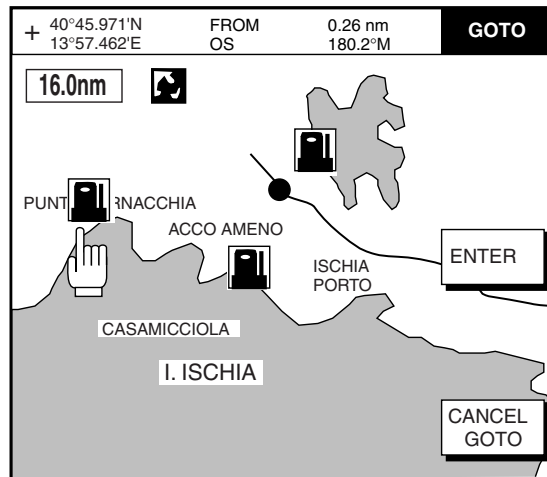 + 40°45.971'N FROM 0.26 nm GOTO
13°57.462'E OS 180.2°M
16.0nm
PUNT RNACCHIA
ACCO AMENO
ISCHIA
PORTO
ENTER
CASAMICCIOLA
I. ISCHIA
CANCEL
GOTO